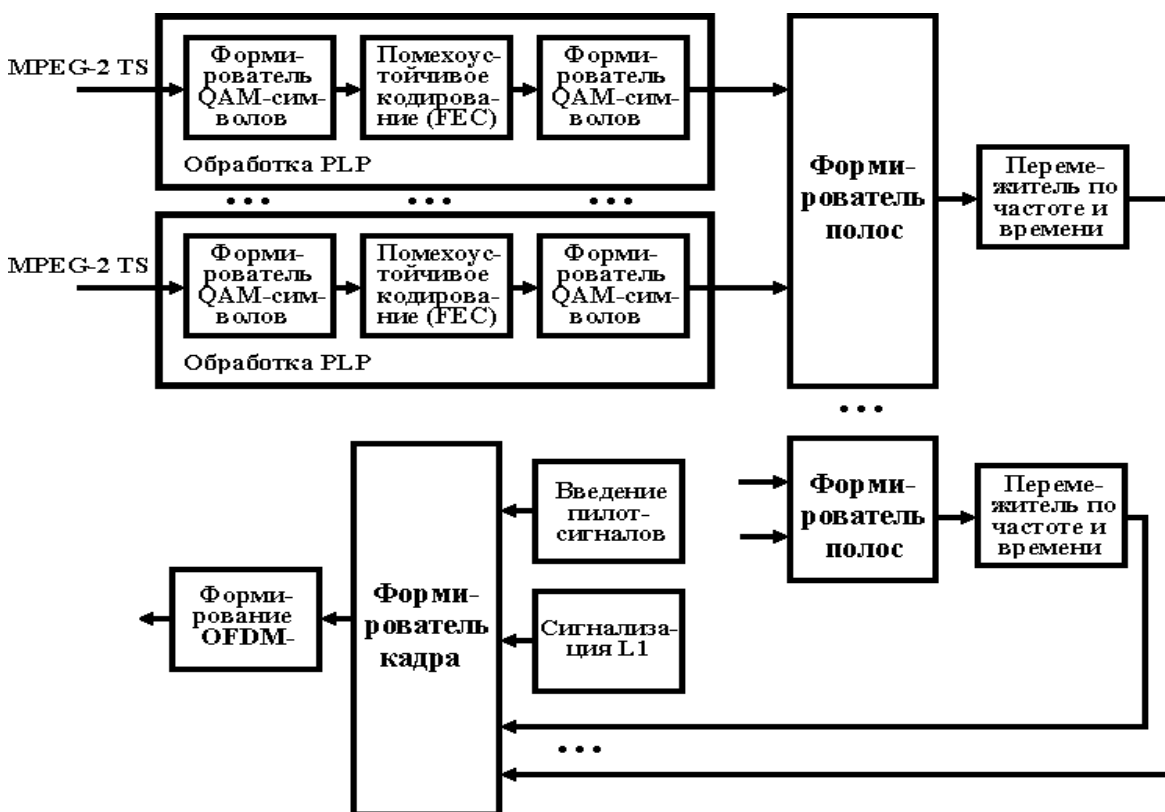 MPEG-2 TS
Форми-
рователь
QAM-сим-
волов
Помехоус-
тойчивое
кодирова-
ние (FEC)
Форми-
рователь
QAM-сим-
волов
Обработка PLP
• • •
• • •
• • •
MPEG-2 TS
Форми-
рователь
QAM-сим-
волов
Помехоус-
тойчивое
кодирова-
ние (FEC)
Форми-
рователь
QAM-сим-
волов
Обработка PLP
Форми-
рователь
полос
Переме-
житель по
частоте и
времени
• • •
Форми-
рователь
полос
Переме-
житель по
частоте и
времени
Введение
пилот-
сигналов
Сигнализа-
ция L1
Форми-
рователь
кадра
Форми-
рование
OFDM-
• • •